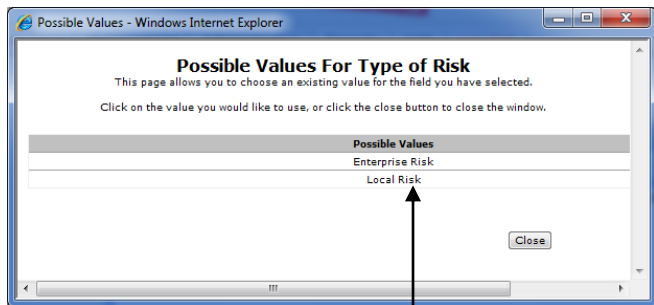 Possible Values - Windows Internet Explorer
Possible Values For Type of Risk
This page allows you to choose an existing value for the field you have selected.
Click on the value you would like to use, or click the close button to close the window.
Possible Values
Enterprise Risk
Local Risk
Close